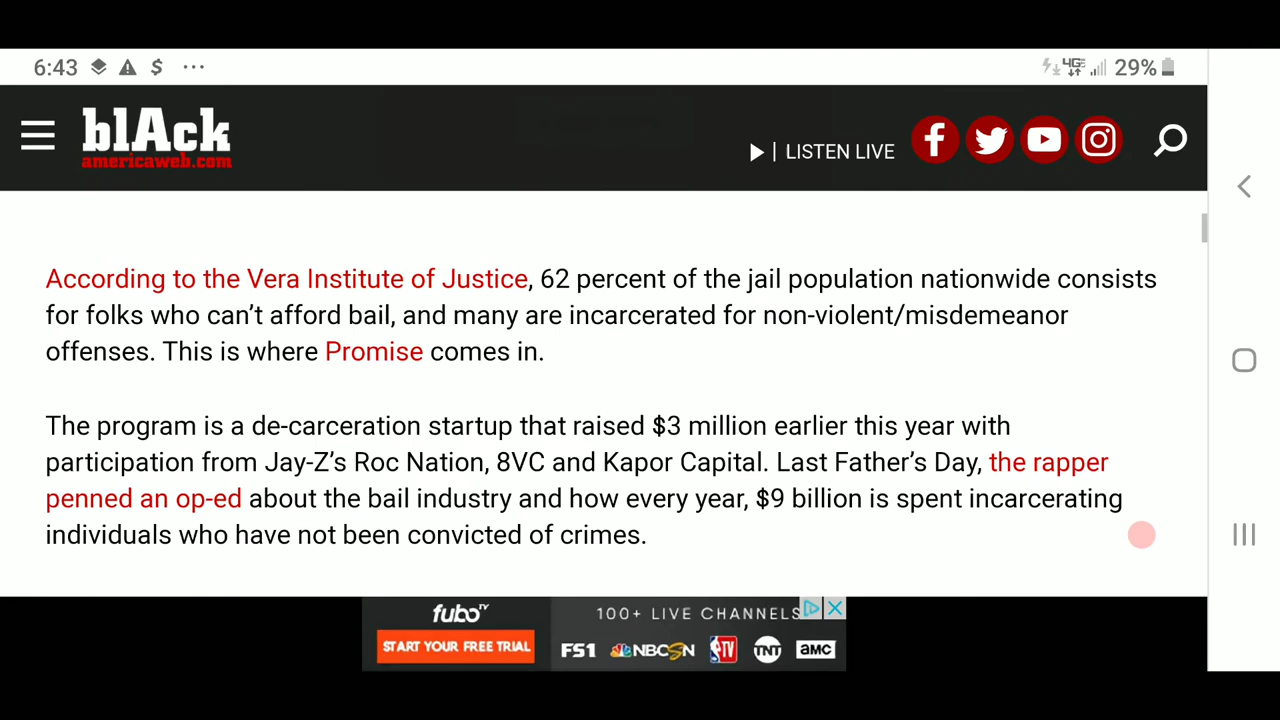 6:43 $ ... 4GE 29%
blAck
americaweb.com
LISTEN LIVE
According to the Vera Institute of Justice, 62 percent of the jail population nationwide consists
for folks who can’t afford bail, and many are incarcerated for non-violent/misdemeanor
offenses. This is where Promise comes in.
The program is a de-carceration startup that raised $3 million earlier this year with
participation from Jay-Z’s Roc Nation, 8VC and Kapor Capital. Last Father’s Day, the rapper
penned an op-ed about the bail industry and how every year, $9 billion is spent incarcerating
individuals who have not been convicted of crimes.
fubo TV
START YOUR FREE TRIAL
100+ LIVE CHANNELS
FS1 NBCSN NBA TV TNT amc